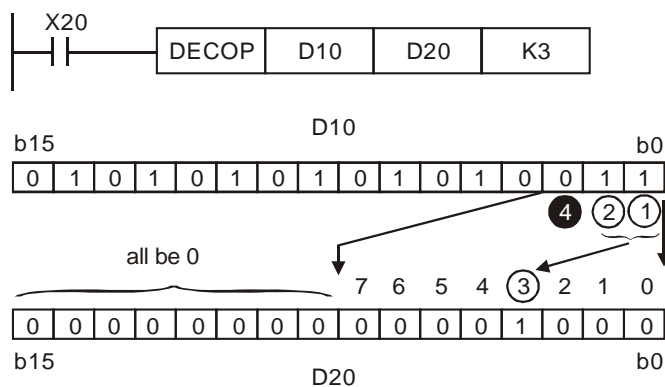 X20
DECOP D10 D20 K3
D10
b15 b0
0 1 0 1 0 1 0 1 0 1 0 1 0 0 1 1
4 2 1
all be 0
7 6 5 4 3 2 1 0
0 0 0 0 0 0 0 0 0 0 0 0 1 0 0 0
b15 b0
D20